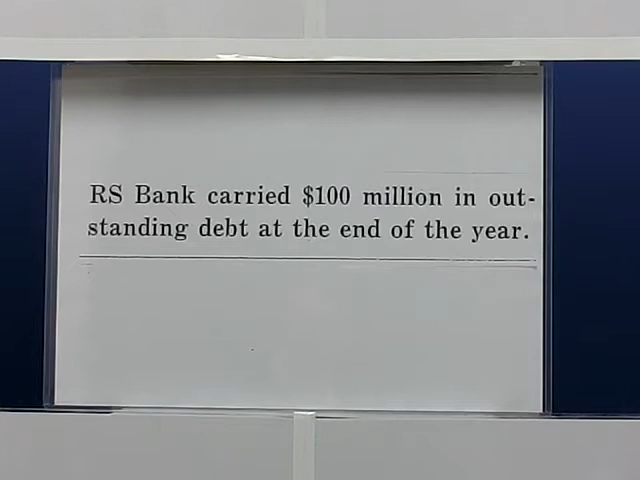 RS Bank carried $100 million in out-
standing debt at the end of the year.